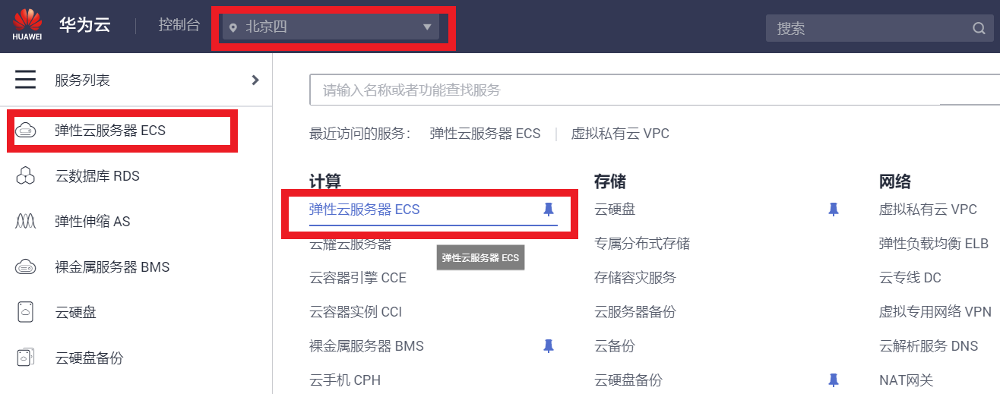 HUAWEI
华为云
控制台
北京四
搜索
服务列表
弹性云服务器 ECS
云数据库 RDS
弹性伸缩 AS
裸金属服务器 BMS
云硬盘
云硬盘备份
请输入名称或者功能查找服务
最近访问的服务： 弹性云服务器 ECS 虚拟私有云 VPC
计算
弹性云服务器 ECS
云耀云服务器
弹性云服务器 ECS
云容器引擎 CCE
云容器实例 CCI
裸金属服务器 BMS
云手机 CPH
存储
云硬盘
专属分布式存储
存储容灾服务
云服务器备份
云备份
云硬盘备份
网络
虚拟私有云 VPC
弹性负载均衡 ELB
云专线 DC
虚拟专用网络 VPN
云解析服务 DNS
NAT网关